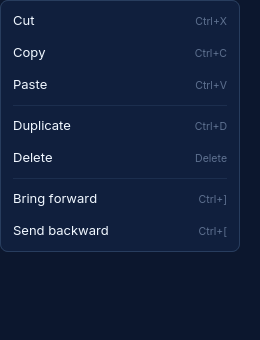 Cut Ctrl+X
Copy Ctrl+C
Paste Ctrl+V
Duplicate Ctrl+D
Delete Delete
Bring forward Ctrl+]
Send backward Ctrl+[